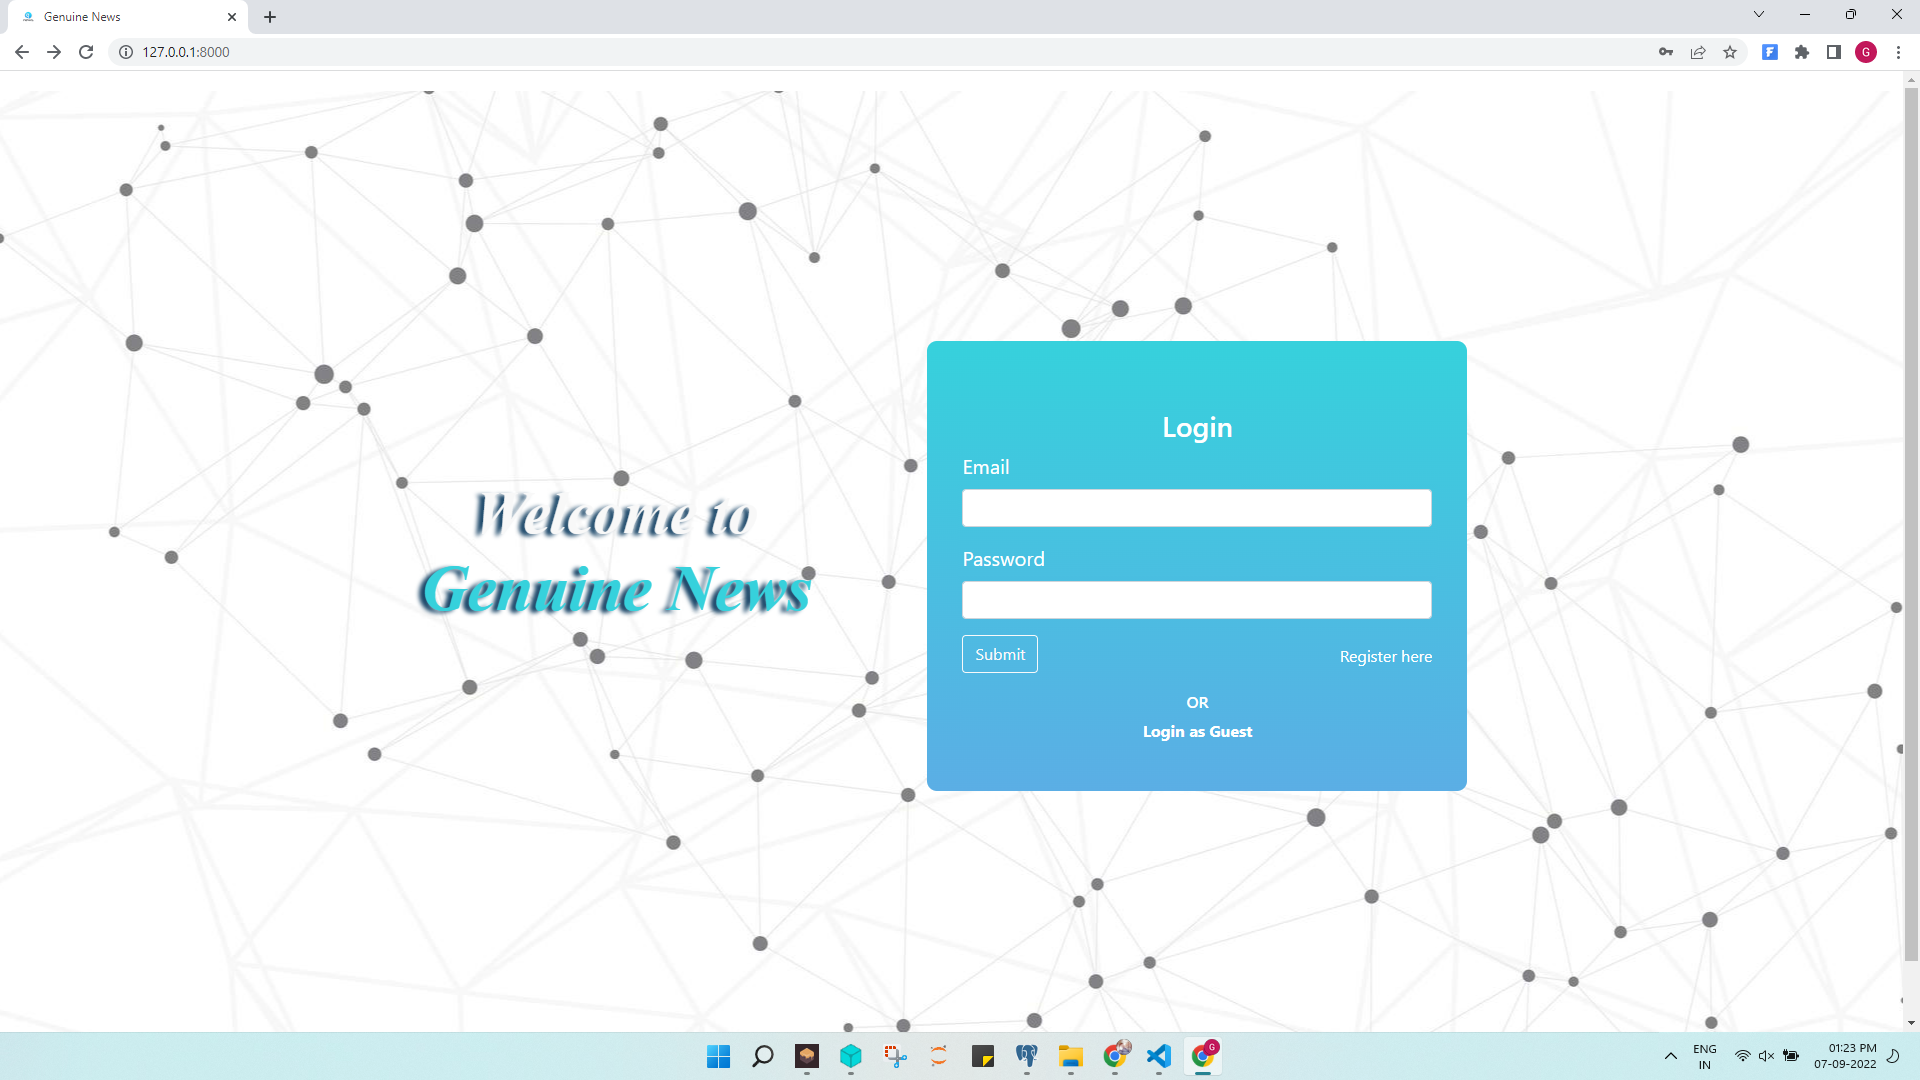 Genuine News
127.0.0.1:8000
G
Welcome to
Genuine News
Login
Email
Password
Submit
Register here
OR
Login as Guest
G
ENG
IN
01:23 PM
07-09-2022